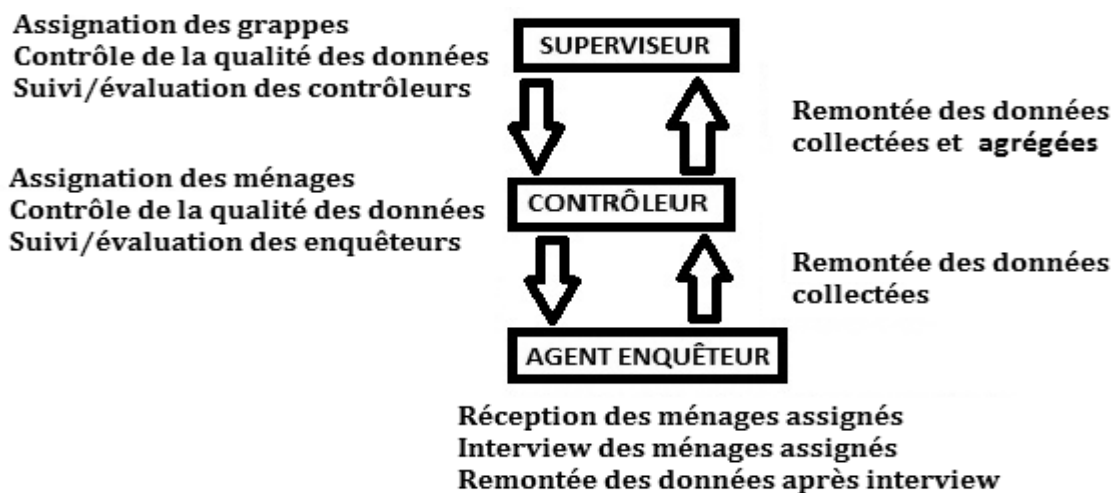 Assignation des grappes
Contrôle de la qualité des données
Suivi/évaluation des contrôleurs
SUPERVISEUR
Remontée des données
collectées et agrégées
Assignation des ménages
Contrôle de la qualité des données
Suivi/évaluation des enquêteurs
CONTRÔLEUR
Remontée des données
collectées
AGENT ENQUÊTEUR
Réception des ménages assignés
Interview des ménages assignés
Remontée des données après interview